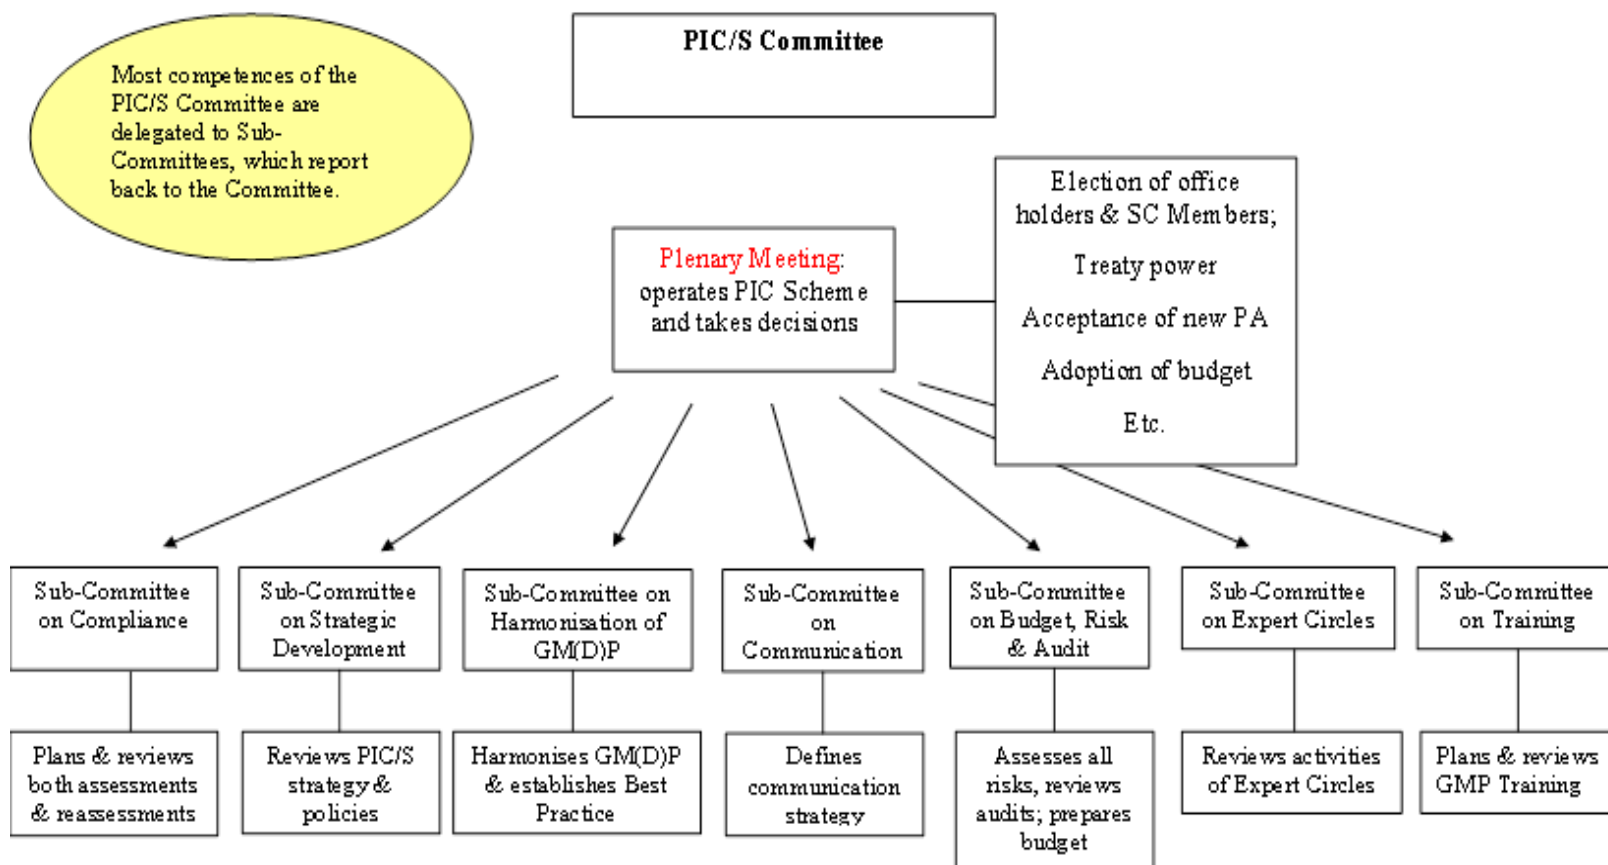 PIC/S Committee
Most competences of the
PIC/S Committee are
delegated to Sub-
Committees, which report
back to the Committee.
Election of office
holders & SC Members;
Treaty power
Acceptance of new PA
Adoption of budget
Etc.
Plenary Meeting:
operates PIC Scheme
and takes decisions
Sub-Committee
on Compliance
Sub-Committee
on Strategic
Development
Sub-Committee on
Harmonisation of
GM(D)P
Sub-Committee
on
Communication
Sub-Committee
on Budget, Risk
& Audit
Sub-Committee
on Expert Circles
Sub-Committee
on Training
Plans & reviews
both assessments
& reassessments
Reviews PIC/S
strategy &
policies
Harmonises GM(D)P
& establishes Best
Practice
Defines
communication
strategy
Assesses all
risks, reviews
audits; prepares
budget
Reviews activities
of Expert Circles
Plans & reviews
GMP Training